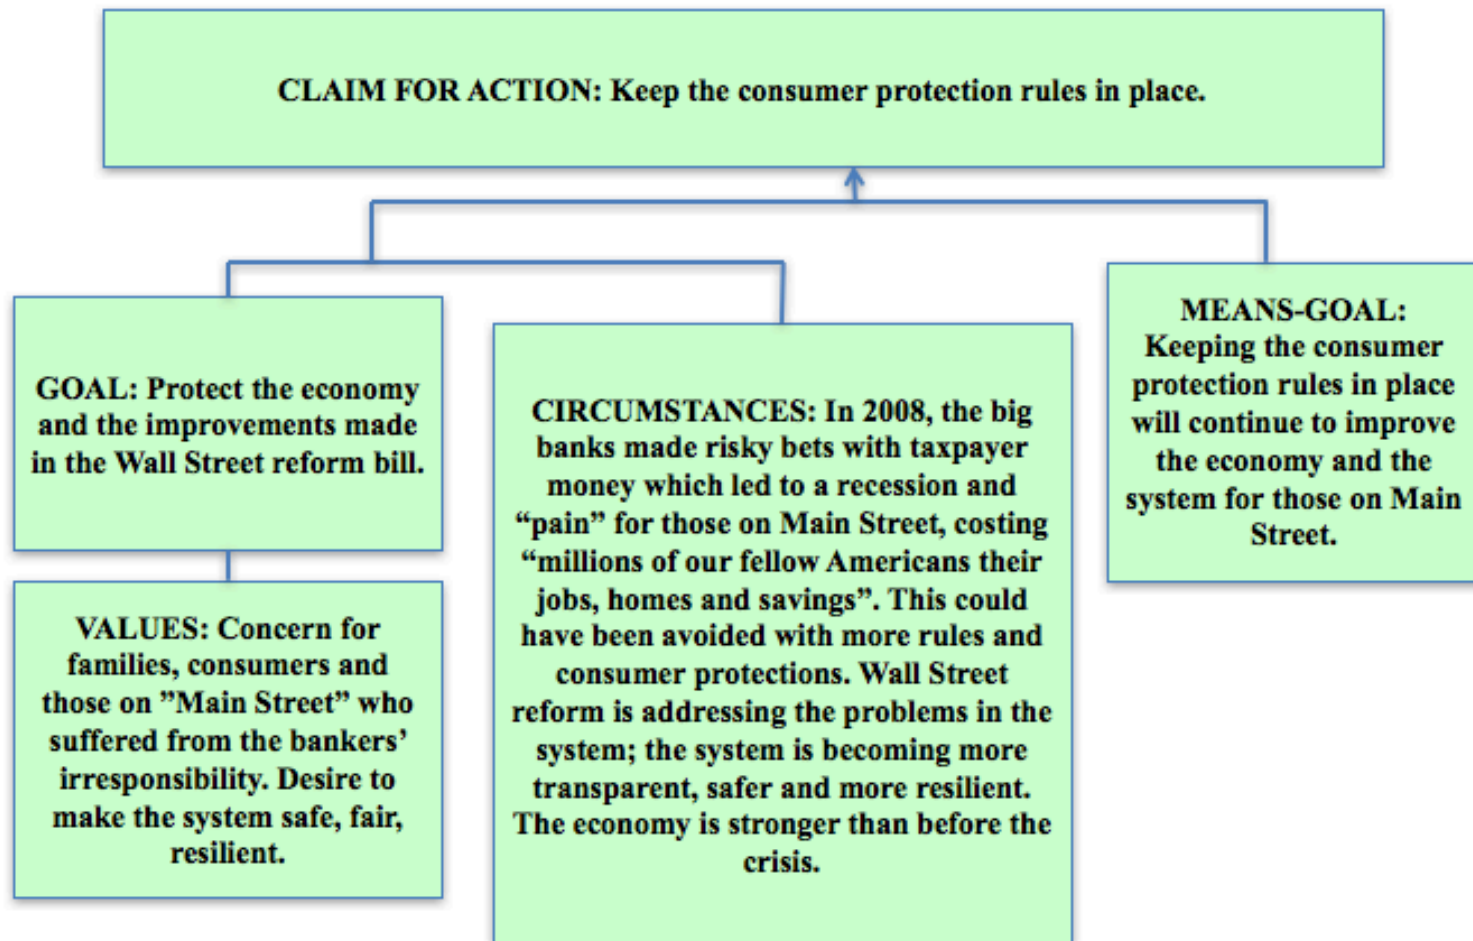 CLAIM FOR ACTION: Keep the consumer protection rules in place.
GOAL: Protect the economy
and the improvements made
in the Wall Street reform bill.
VALUES: Concern for
families, consumers and
those on ”Main Street” who
suffered from the bankers’
irresponsibility. Desire to
make the system safe, fair,
resilient.
CIRCUMSTANCES: In 2008, the big
banks made risky bets with taxpayer
money which led to a recession and
“pain” for those on Main Street, costing
“millions of our fellow Americans their
jobs, homes and savings”. This could
have been avoided with more rules and
consumer protections. Wall Street
reform is addressing the problems in the
system; the system is becoming more
transparent, safer and more resilient.
The economy is stronger than before the
crisis.
MEANS-GOAL:
Keeping the consumer
protection rules in place
will continue to improve
the economy and the
system for those on Main
Street.